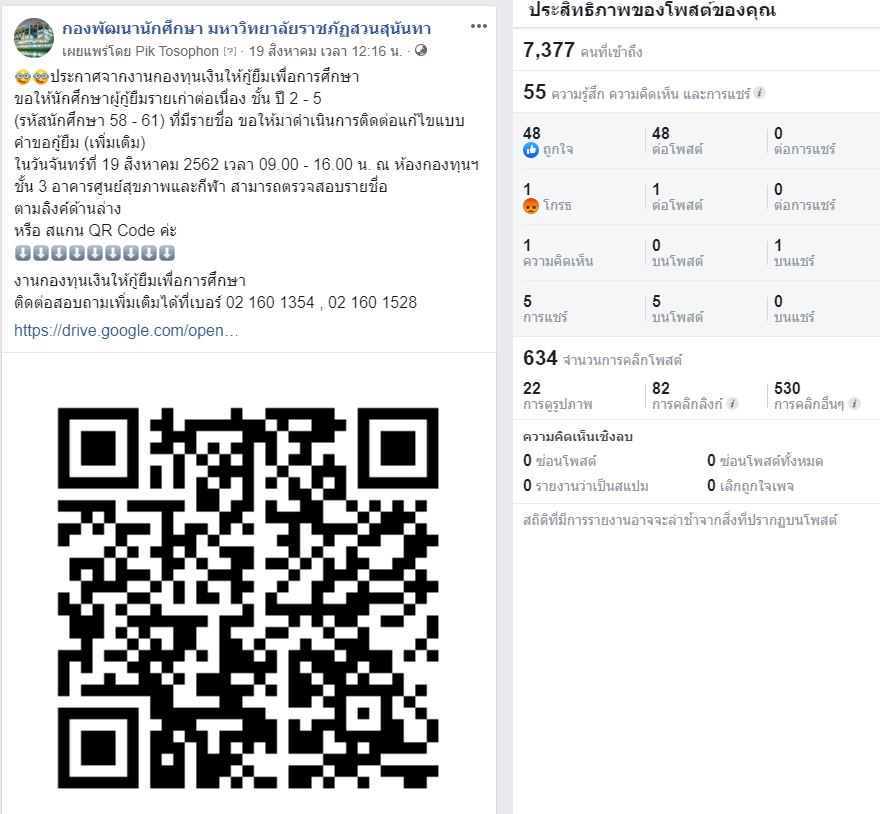 กองพัฒนานักศึกษา มหาวิทยาลัยราชภัฏสวนสุนันทา
เผยแพร่โดย Pik Tosophon [?] · 19 สิงหาคม เวลา 12:16 น. ·
ประกาศจากงานกองทุนเงินให้กู้ยืมเพื่อการศึกษา
ขอให้นักศึกษาผู้กู้ยืมรายเก่าต่อเนื่อง ชั้น ปี 2 - 5
(รหัสนักศึกษา 58 - 61) ที่มีรายชื่อ ขอให้มาดำเนินการติดต่อแก้ไขแบบ
คำขอกู้ยืม (เพิ่มเติม)
ในวันจันทร์ที่ 19 สิงหาคม 2562 เวลา 09.00 - 16.00 น. ณ ห้องกองทุนฯ
ชั้น 3 อาคารศูนย์สุขภาพและกีฬา สามารถตรวจสอบรายชื่อ
ตามลิงค์ด้านล่าง
หรือ สแกน QR Code ค่ะ
งานกองทุนเงินให้กู้ยืมเพื่อการศึกษา
ติดต่อสอบถามเพิ่มเติมได้ที่เบอร์ 02 160 1354 , 02 160 1528
https://drive.google.com/open…
ประสิทธิภาพของโพสต์ของคุณ
7,377 คนที่เข้าถึง
55 ความรู้สึก ความคิดเห็น และการแชร์
48 48 0
ถูกใจ ต่อโพสต์ ต่อการแชร์
1 1 0
โกรธ ต่อโพสต์ ต่อการแชร์
1 0 1
ความคิดเห็น บนโพสต์ บนแชร์
5 5 0
การแชร์ บนโพสต์ บนแชร์
634 จำนวนการคลิกโพสต์
22 82 530
การดูรูปภาพ การคลิกลิงก์ การคลิกอื่นๆ
ความคิดเห็นเชิงลบ
0 ซ่อนโพสต์ 0 ซ่อนโพสต์ทั้งหมด
0 รายงานว่าเป็นสแปม 0 เลิกถูกใจเพจ
สถิติที่มีการรายงานอาจจะล่าช้าจากสิ่งที่ปรากฏบนโพสต์